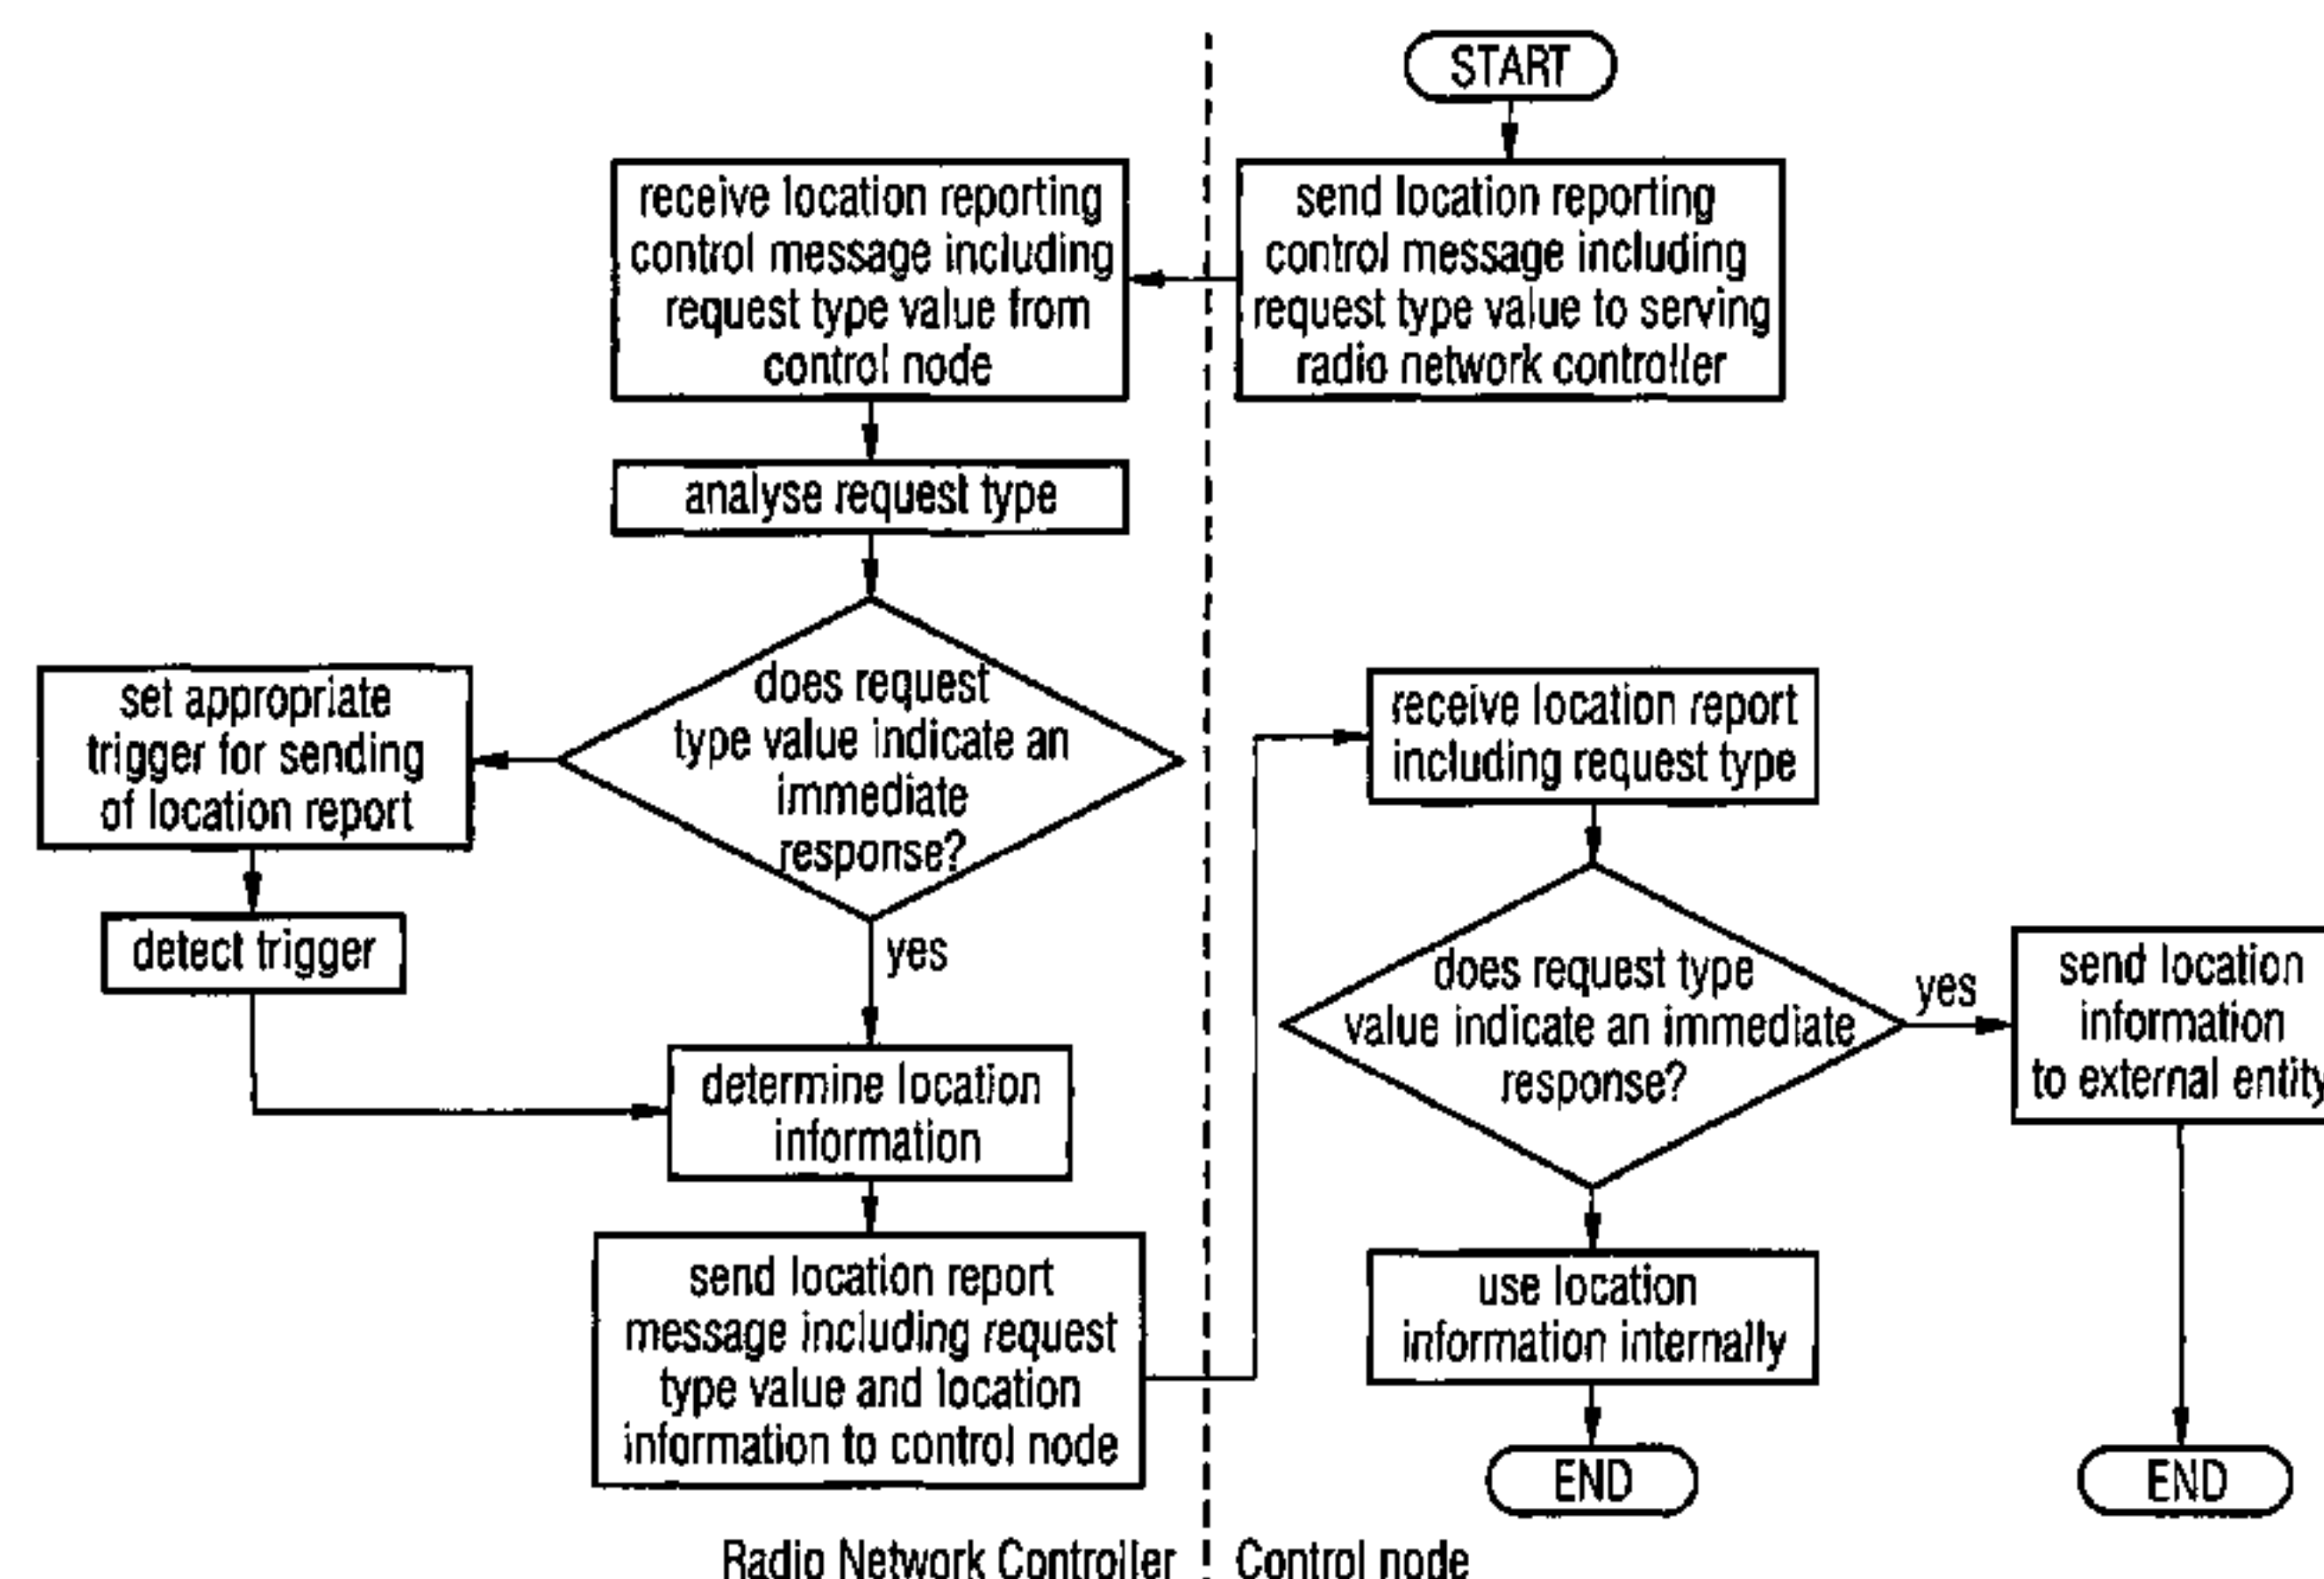 START
send location reporting
control message including
request type value to serving
radio network controller
receive location reporting
control message including
request type value from
control node
analyse request type
does request
type value indicate an
immediate
response?
set appropriate
trigger for sending
of location report
detect trigger
yes
determine location
information
send location report
message including request
type value and location
information to control node
receive location report
including request type
does request type
value indicate an immediate
response?
yes
send location
information
to external entity
use location
information internally
END
END
Radio Network Controller
Control node